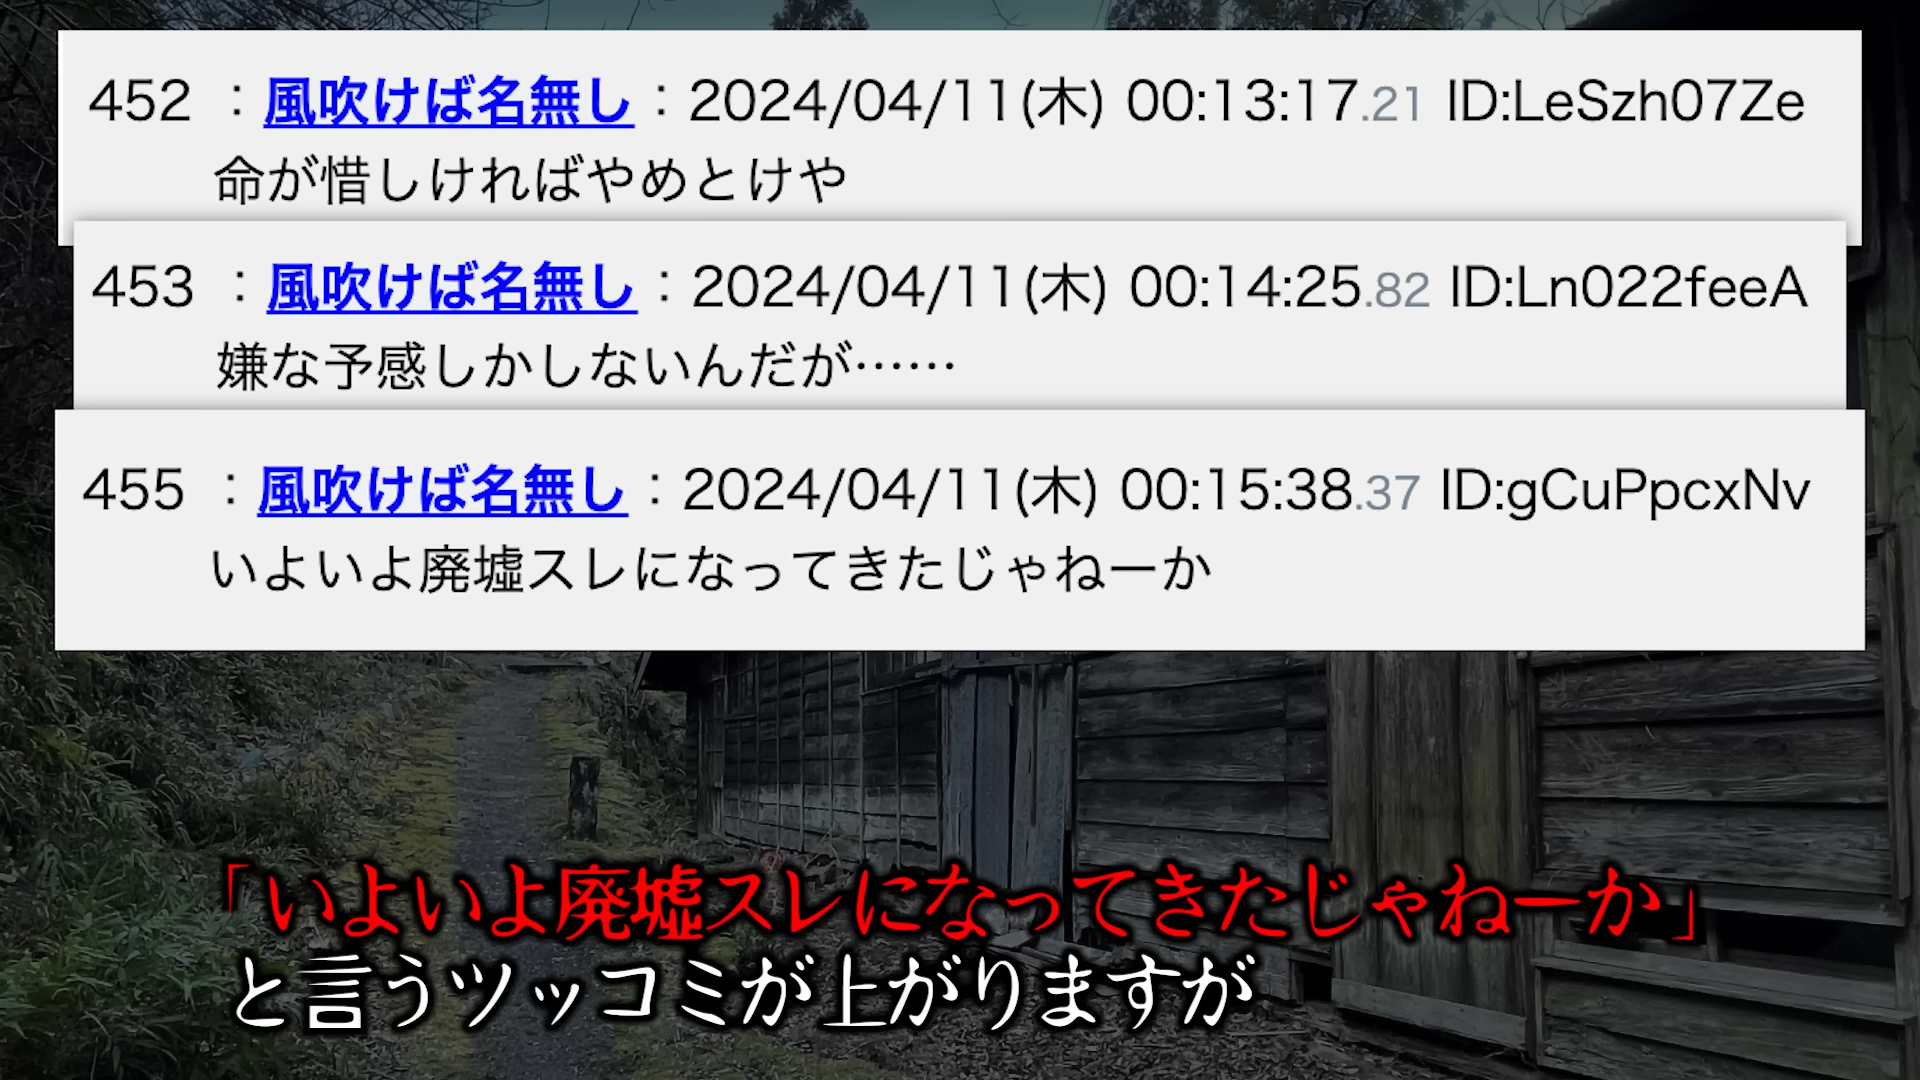 452 ：風吹けば名無し：2024/04/11(木) 00:13:17.21 ID:LeSzh07Ze
命が惜しければやめとけや
453 ：風吹けば名無し：2024/04/11(木) 00:14:25.82 ID:Ln022feeA
嫌な予感しかしないんだが……
455 ：風吹けば名無し：2024/04/11(木) 00:15:38.37 ID:gCuPpcxNv
いよいよ廃墟スレになってきたじゃねーか
「いよいよ廃墟スレになってきたじゃねーか」
と言うツッコミが上がりますが